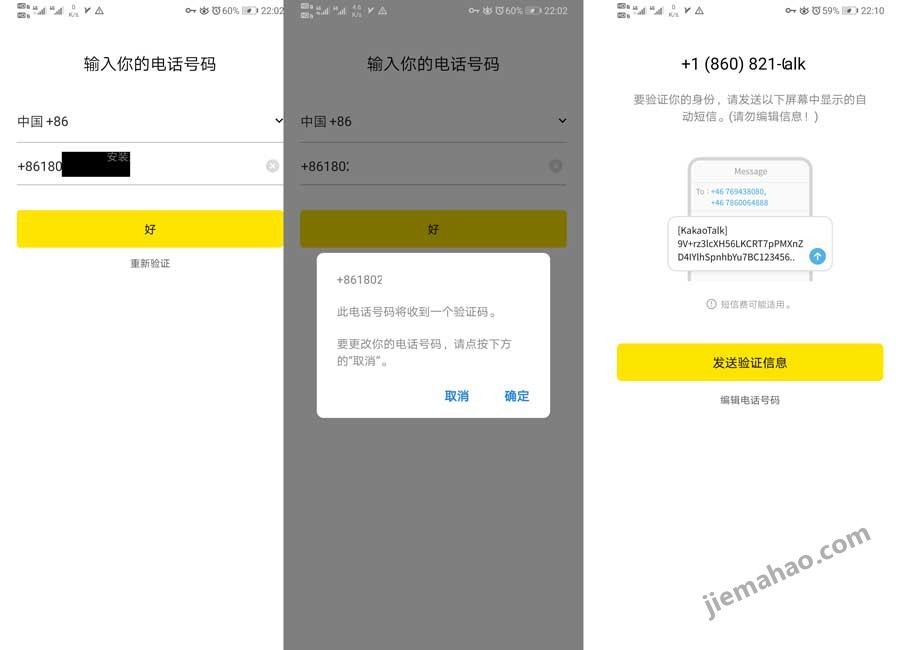 60% 22:02
输入你的电话号码
中国 +86
+86180
安装
好
重新验证
4.6 K/s 60% 22:02
输入你的电话号码
中国 +86
+861802
好
+861802
此电话号码将收到一个验证码。
要更改你的电话号码，请点按下方
的"取消"。
取消 确定
0 K/s 59% 22:10
+1 (860) 821-
要验证你的身份，请发送以下屏幕中显示的自
动短信。(请勿编辑信息！)
Message
To : +46 769438080,
+46 7860064888
[KakaoTalk]
9V+rz3lcXH56LKCRT7pPMXnZ
D4IYlhSpnhbYu7BC123456..
短信费可能适用。
发送验证信息
编辑电话号码
jiemahao.com